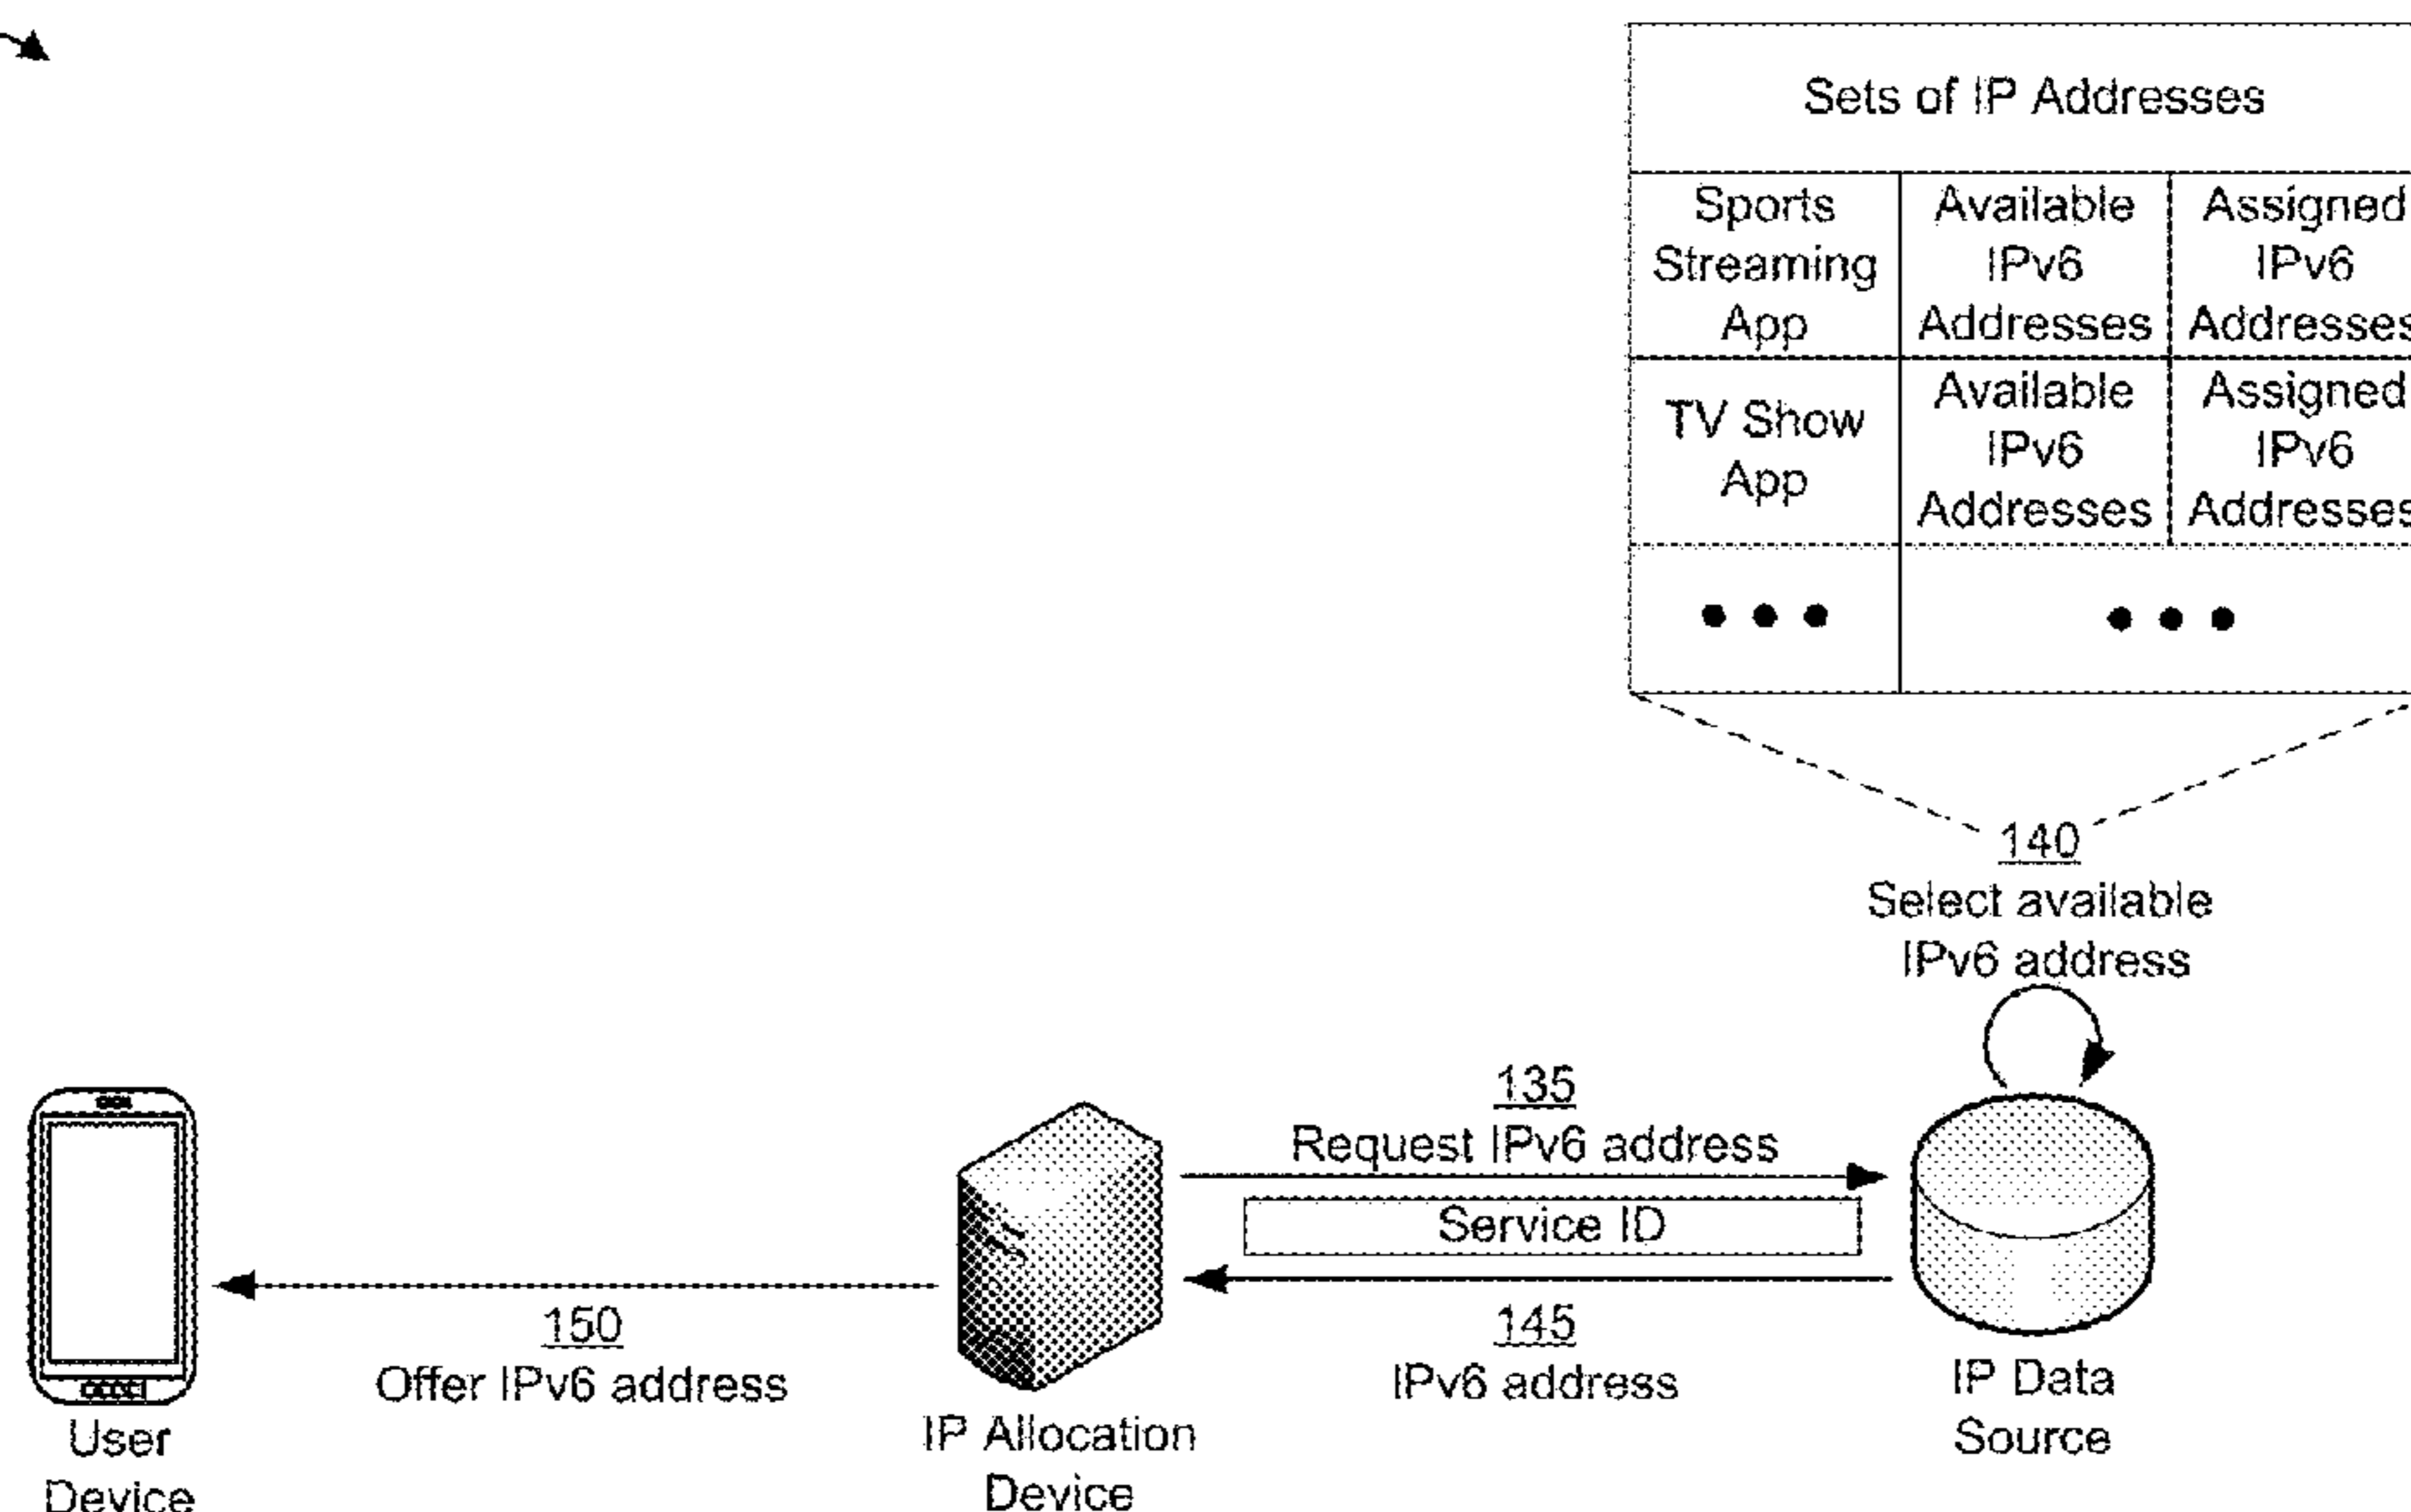 Sets of IP Addresses
Sports
Streaming
App
Available
IPv6
Addresses
Assigned
IPv6
Addresses
TV Show
App
Available
IPv6
Addresses
Assigned
IPv6
Addresses
140
Select available
IPv6 address
135
Request IPv6 address
Service ID
145
IPv6 address
150
Offer IPv6 address
User
Device
IP Allocation
Device
IP Data
Source